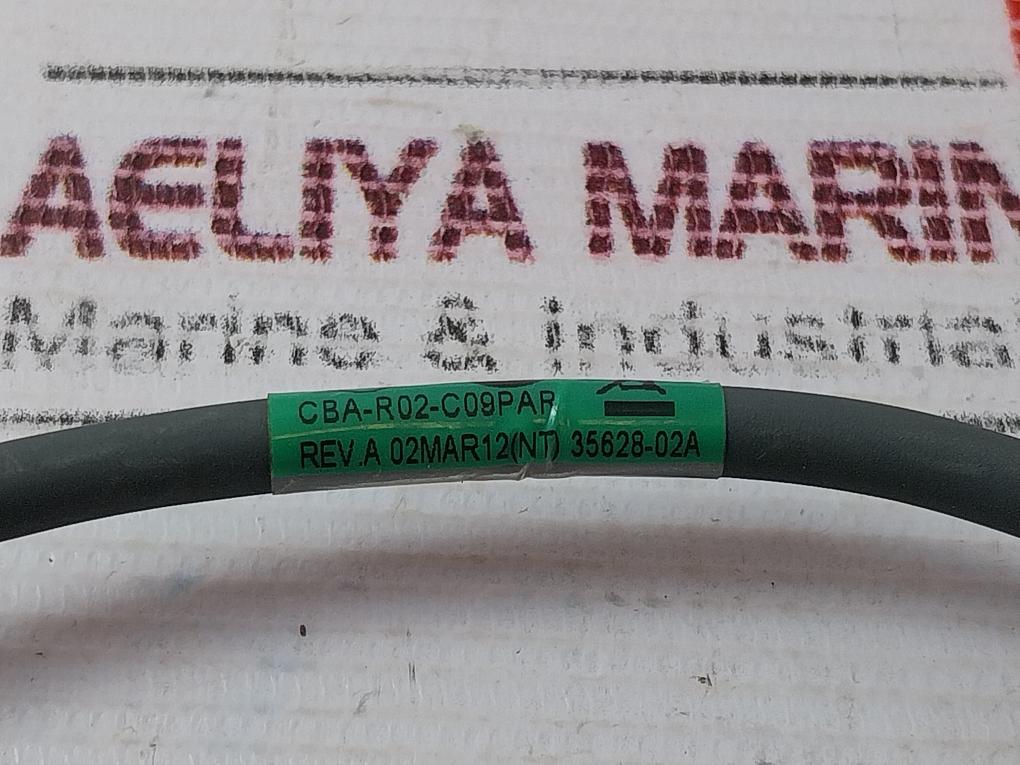 AELIYA MARIN
Marine & industria
CBA-R02-C09PAR
REV.A 02MAR12(NT) 35628-02A